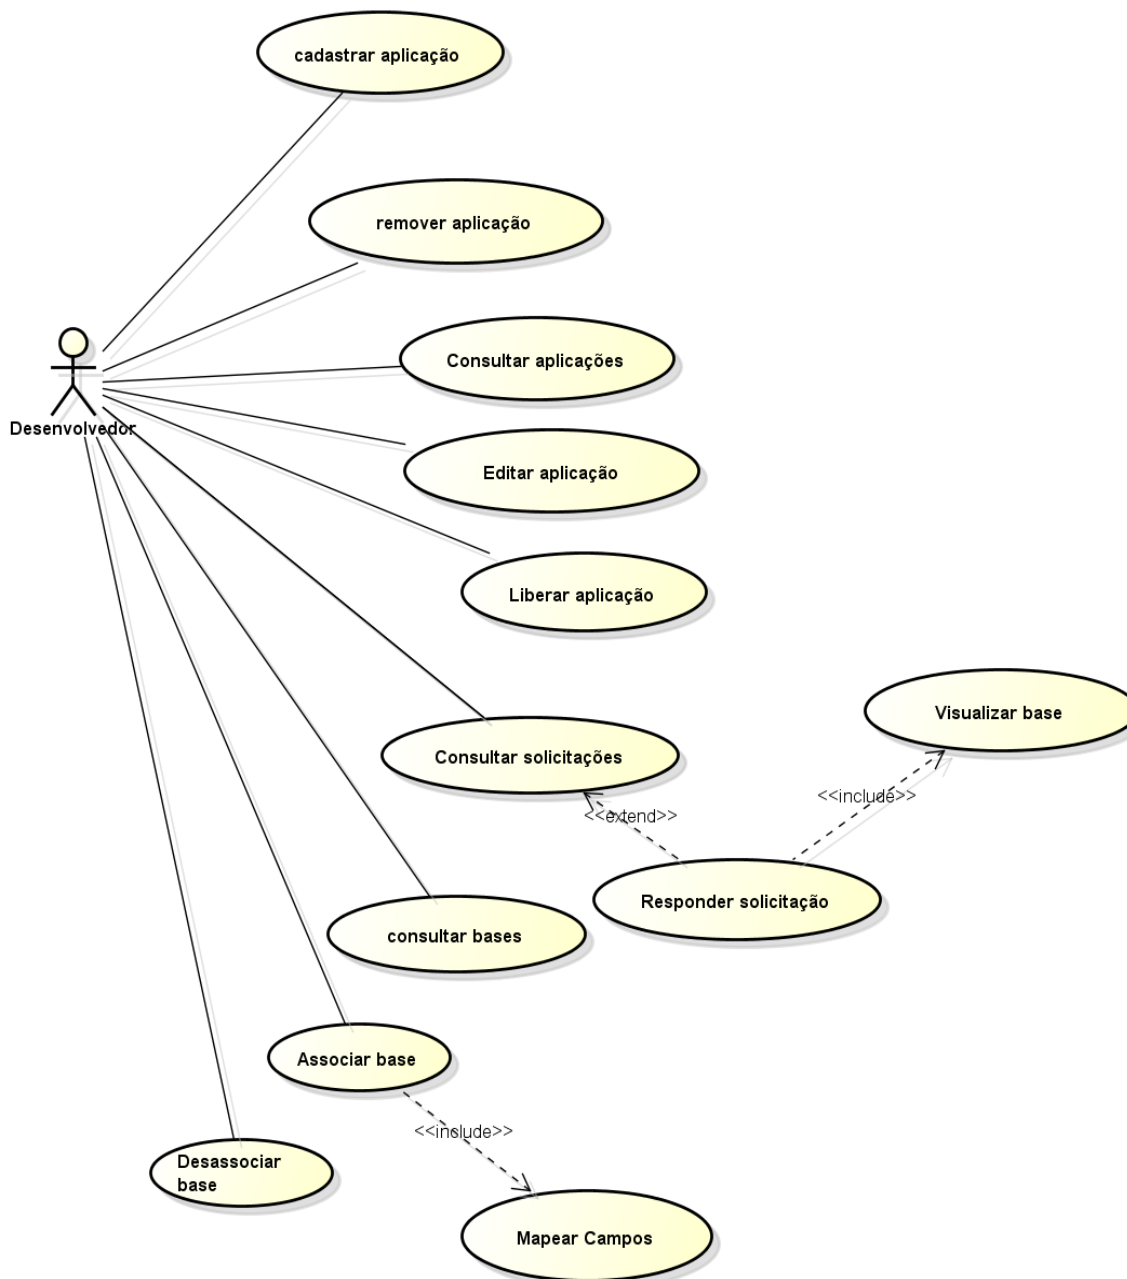 cadastrar aplicação
remover aplicação
Consultar aplicações
Desenvolvedor
Editar aplicação
Liberar aplicação
Visualizar base
Consultar solicitações
<<include>>
<<extend>>
Responder solicitação
consultar bases
Associar base
<<include>>
Desassociar
base
Mapear Campos